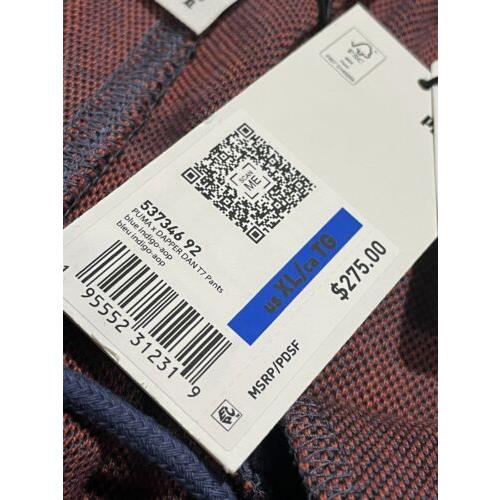 FSC
SCAN
ME
537346 92
PUMA x DAPPER DAN T7 Pants
blue indigo-aop
bleu indigo-aop
us XL/ca TG
$275.00
MSRP/PDSF
1 95552 31231 9